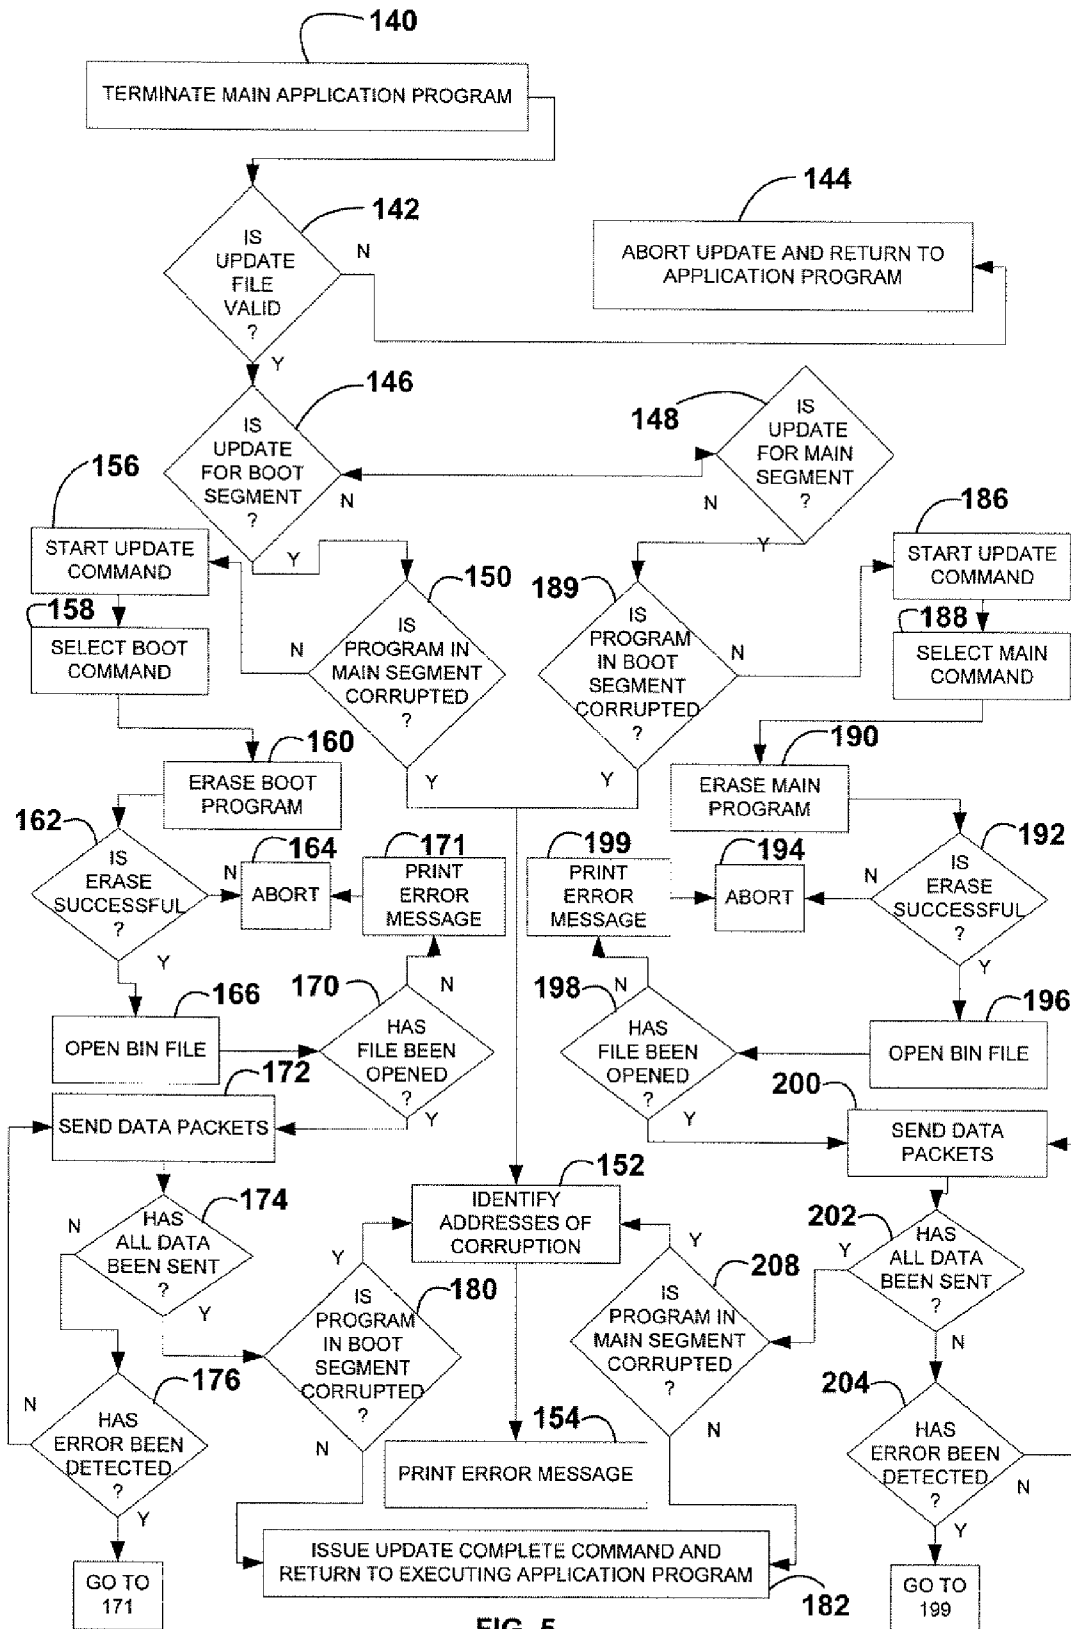 140
TERMINATE MAIN APPLICATION PROGRAM
142
IS
UPDATE
FILE
VALID
?
N
Y
144
ABORT UPDATE AND RETURN TO
APPLICATION PROGRAM
146
IS
UPDATE
FOR BOOT
SEGMENT
?
N
Y
148
IS
UPDATE
FOR MAIN
SEGMENT
?
N
Y
156
START UPDATE
COMMAND
158
SELECT BOOT
COMMAND
150
IS
PROGRAM IN
MAIN SEGMENT
CORRUPTED
?
N
Y
189
IS
PROGRAM
IN BOOT
SEGMENT
CORRUPTED
?
N
Y
186
START UPDATE
COMMAND
188
SELECT MAIN
COMMAND
160
ERASE BOOT
PROGRAM
190
ERASE MAIN
PROGRAM
162
IS
ERASE
SUCCESSFUL
?
N
Y
164
ABORT
171
PRINT
ERROR
MESSAGE
199
PRINT
ERROR
MESSAGE
194
ABORT
192
IS
ERASE
SUCCESSFUL
?
N
Y
166
OPEN BIN FILE
170
HAS
FILE BEEN
OPENED
?
N
Y
198
HAS
FILE BEEN
OPENED
?
N
Y
196
OPEN BIN FILE
172
SEND DATA PACKETS
200
SEND DATA
PACKETS
174
HAS
ALL DATA
BEEN SENT
?
N
Y
152
IDENTIFY
ADDRESSES OF
CORRUPTION
202
HAS
ALL DATA
BEEN SENT
?
Y
N
180
IS
PROGRAM
IN BOOT
SEGMENT
CORRUPTED
?
Y
N
208
IS
PROGRAM IN
MAIN SEGMENT
CORRUPTED
?
Y
N
176
HAS
ERROR BEEN
DETECTED
?
N
Y
204
HAS
ERROR BEEN
DETECTED
?
N
Y
154
PRINT ERROR MESSAGE
ISSUE UPDATE COMPLETE COMMAND AND
RETURN TO EXECUTING APPLICATION PROGRAM
182
GO TO
171
GO TO
199
FIG. 5